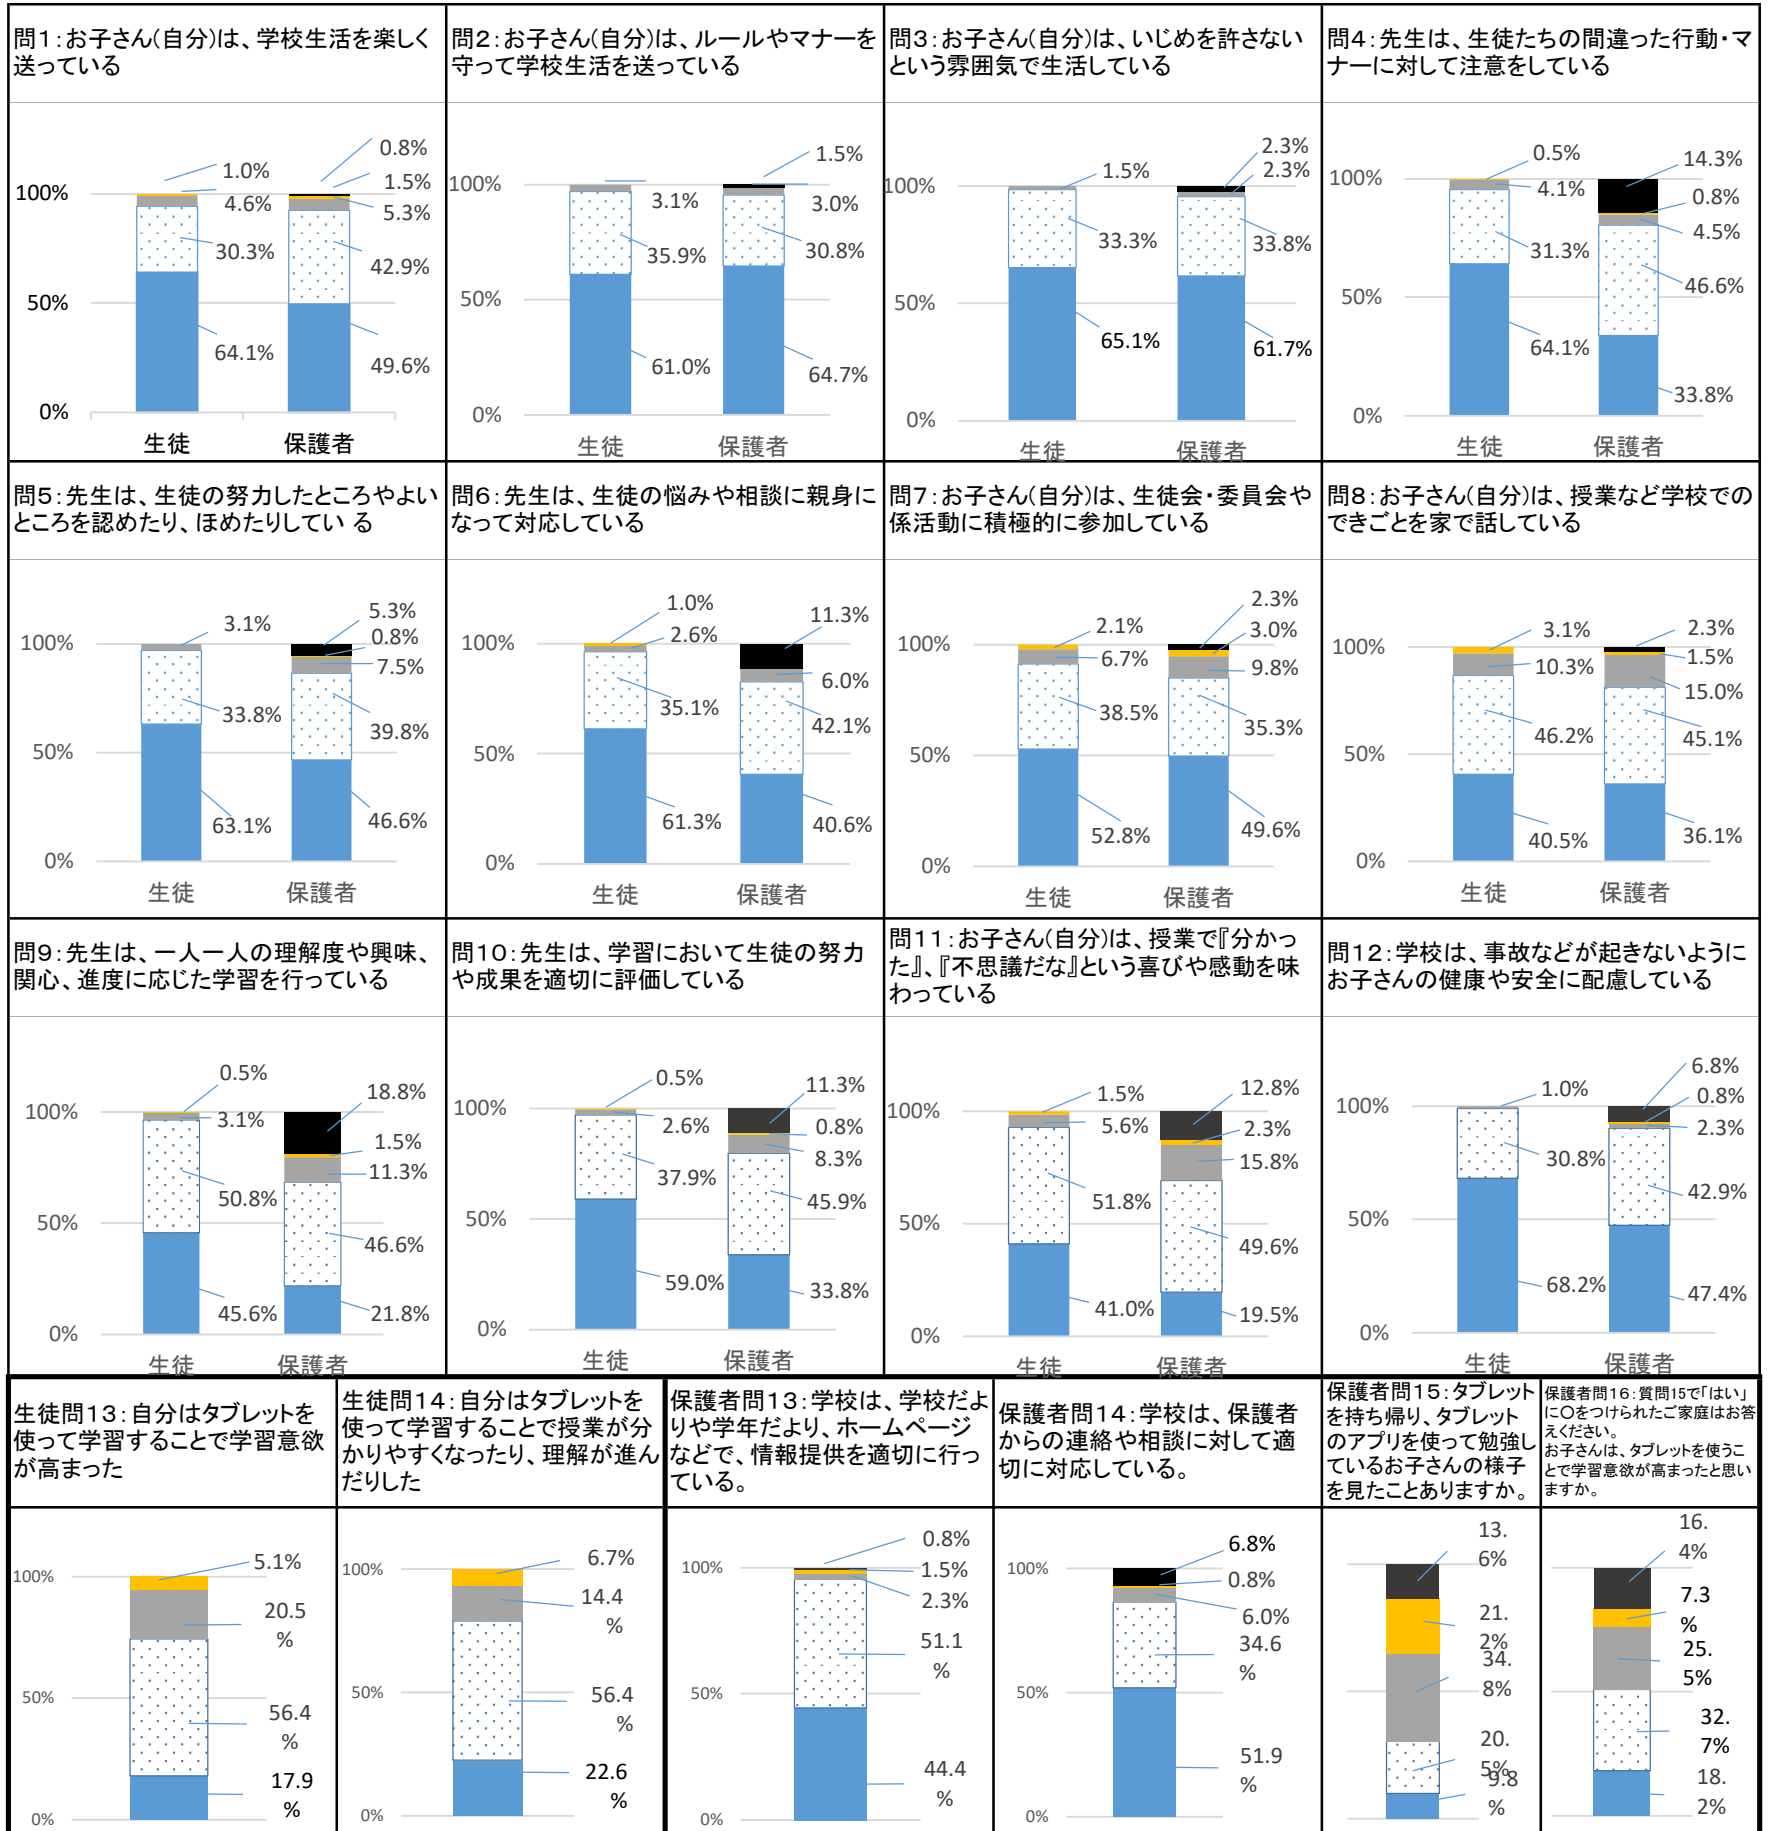 問1：お子さん(自分)は、学校生活を楽しく
送っている
100%
50%
0%
1.0%
4.6%
30.3%
64.1%
0.8%
1.5%
5.3%
42.9%
49.6%
生徒
保護者
問2：お子さん(自分)は、ルールやマナーを
守って学校生活を送っている
100%
50%
0%
3.1%
35.9%
61.0%
1.5%
3.0%
30.8%
64.7%
生徒
保護者
問3：お子さん(自分)は、いじめを許さない
という雰囲気で生活している
100%
50%
0%
1.5%
33.3%
65.1%
2.3%
2.3%
33.8%
61.7%
生徒
保護者
問4：先生は、生徒たちの間違った行動・マ
ナーに対して注意をしている
100%
50%
0%
0.5%
4.1%
31.3%
64.1%
14.3%
0.8%
4.5%
46.6%
33.8%
生徒
保護者
問5：先生は、生徒の努力したところやよい
ところを認めたり、ほめたりしてい る
100%
50%
0%
3.1%
33.8%
63.1%
5.3%
0.8%
7.5%
39.8%
46.6%
生徒
保護者
問6：先生は、生徒の悩みや相談に親身に
なって対応している
100%
50%
0%
1.0%
2.6%
35.1%
61.3%
11.3%
6.0%
42.1%
40.6%
生徒
保護者
問7：お子さん(自分)は、生徒会・委員会や
係活動に積極的に参加している
100%
50%
0%
2.1%
6.7%
38.5%
52.8%
2.3%
3.0%
9.8%
35.3%
49.6%
生徒
保護者
問8：お子さん(自分)は、授業など学校での
できごとを家で話している
100%
50%
0%
3.1%
10.3%
46.2%
40.5%
2.3%
1.5%
15.0%
45.1%
36.1%
生徒
保護者
問9：先生は、一人一人の理解度や興味、
関心、進度に応じた学習を行っている
100%
50%
0%
0.5%
3.1%
50.8%
45.6%
18.8%
1.5%
11.3%
46.6%
21.8%
生徒
保護者
問10：先生は、学習において生徒の努力
や成果を適切に評価している
100%
50%
0%
0.5%
2.6%
37.9%
59.0%
11.3%
0.8%
8.3%
45.9%
33.8%
生徒
保護者
問11：お子さん(自分)は、授業で『分かっ
た』、『不思議だな』という喜びや感動を味
わっている
100%
50%
0%
1.5%
5.6%
51.8%
41.0%
12.8%
2.3%
15.8%
49.6%
19.5%
生徒
保護者
問12：学校は、事故などが起きないように
お子さんの健康や安全に配慮している
100%
50%
0%
1.0%
30.8%
68.2%
6.8%
0.8%
2.3%
42.9%
47.4%
生徒
保護者
生徒問13：自分はタブレットを
使って学習することで学習意欲
が高まった
100%
50%
0%
5.1%
20.5
%
56.4
%
17.9
%
生徒問14：自分はタブレットを
使って学習することで授業が分
かりやすくなったり、理解が進ん
だりした
100%
50%
0%
6.7%
14.4
%
56.4
%
22.6
%
保護者問13：学校は、学校だよ
りや学年だより、ホームページ
などで、情報提供を適切に行っ
ている。
100%
50%
0%
0.8%
1.5%
2.3%
51.1
%
44.4
%
保護者問14：学校は、保護者
からの連絡や相談に対して適
切に対応している。
100%
50%
0%
6.8%
0.8%
6.0%
34.6
%
51.9
%
保護者問15：タブレット
を持ち帰り、タブレット
のアプリを使って勉強し
ているお子さんの様子
を見たことありますか。
13.
6%
21.
2%
34.
8%
20.
5%
9.8
%
保護者問16：質問15で「はい」
に〇をつけられたご家庭はお答
えください。
お子さんは、タブレットを使うこ
とで学習意欲が高まったと思い
ますか。
16.
4%
7.3
%
25.
5%
32.
7%
18.
2%